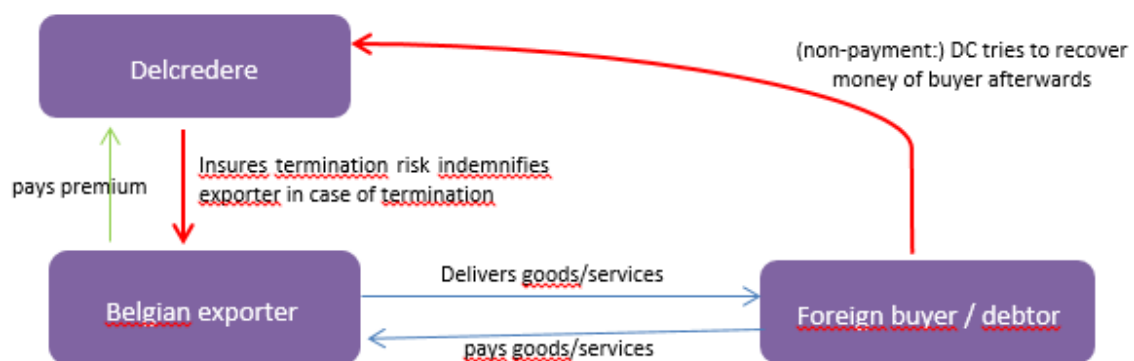 Delcredere
(non-payment:) DC tries to recover
money of buyer afterwards
Insures termination risk indemnifies
exporter in case of termination
pays premium
Belgian exporter
Delivers goods/services
pays goods/services
Foreign buyer / debtor